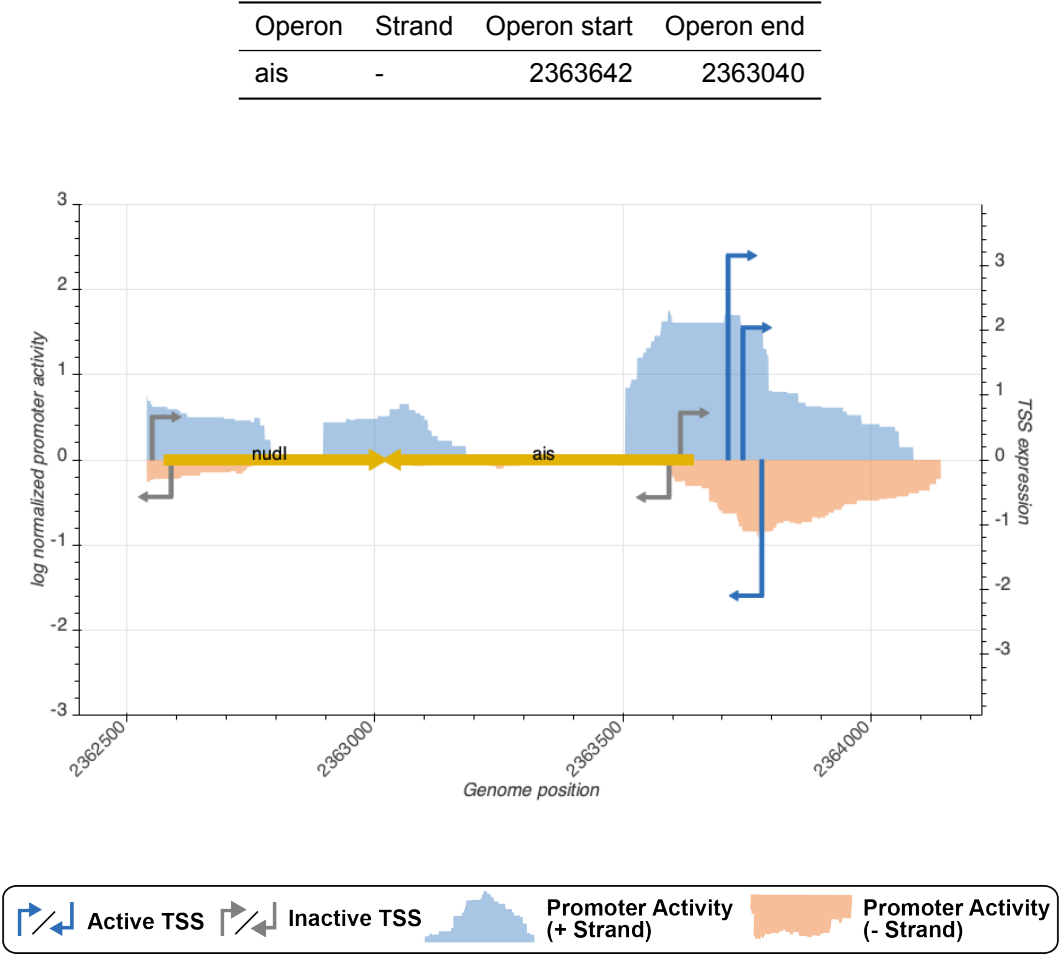 Operon Strand Operon start Operon end
ais - 2363642 2363040
3
2
1
0
-1
-2
-3
log normalized promoter activity
3
2
1
0
-1
-2
-3
TSS expression
nudI ais
2362500 2363000 2363500 2364000
Genome position
Active TSS Inactive TSS Promoter Activity (+ Strand) Promoter Activity (- Strand)